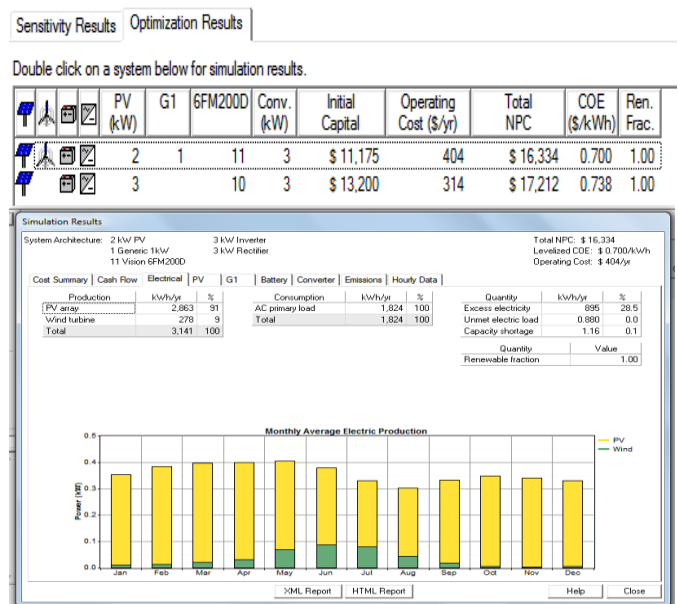 Sensitivity Results Optimization Results
Double click on a system below for simulation results.
PV (kW) G1 6FM200D Conv. (kW) Initial Capital Operating Cost ($/yr) Total NPC COE ($/kWh) Ren. Frac.
2 1 11 3 $ 11,175 404 $ 16,334 0.700 1.00
3 10 3 $ 13,200 314 $ 17,212 0.738 1.00
Simulation Results
System Architecture: 2 kW PV 3 kW Inverter Total NPC: $ 16,334
1 Generic 1kW 3 kW Rectifier Levelized COE: $ 0.700/kWh
11 Vision 6FM200D Operating Cost: $ 404/yr
Cost Summary Cash Flow Electrical PV G1 Battery Converter Emissions Hourly Data
Production kWh/yr % Consumption kWh/yr % Quantity kWh/yr %
PV array 2,863 91 AC primary load 1,824 100 Excess electricity 895 28.5
Wind turbine 278 9 Total 1,824 100 Unmet electric load 0.880 0.0
Total 3,141 100 Capacity shortage 1.16 0.1
Quantity Value
Renewable fraction 1.00
Monthly Average Electric Production
0.5
0.4
0.3
0.2
0.1
0.0
Power (kW)
Jan Feb Mar Apr May Jun Jul Aug Sep Oct Nov Dec
PV
Wind
XML Report HTML Report Help Close